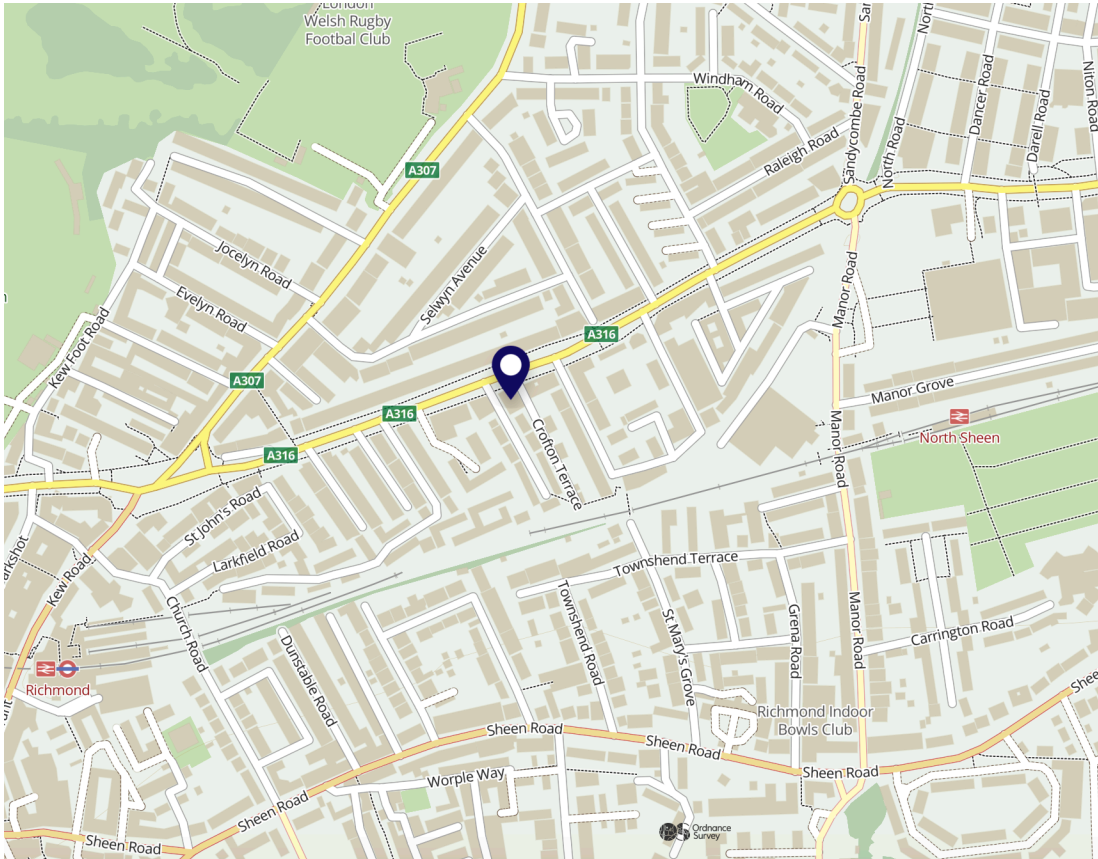 London
Welsh Rugby
Footbal Club
Windham Road
Sandycombe Road
North Road
Dancer Road
Darell Road
Niton Road
Raleigh Road
A307
Jocelyn Road
Selwyn Avenue
Evelyn Road
Kew Foot Road
Manor Road
A316
A307
Manor Grove
A316
North Sheen
Crofton Terrace
A316
Manor Road
St John's Road
Larkfield Road
Kew Road
Townshend Terrace
Church Road
Townshend Road
St Mary's Grove
Grena Road
Manor Road
Carrington Road
Richmond
Dunstable Road
Richmond Indoor
Bowls Club
Sheen Road
Sheen Road
Sheen Road
Worple Way
Sheen Road
Sheen Road
Ordnance
Survey